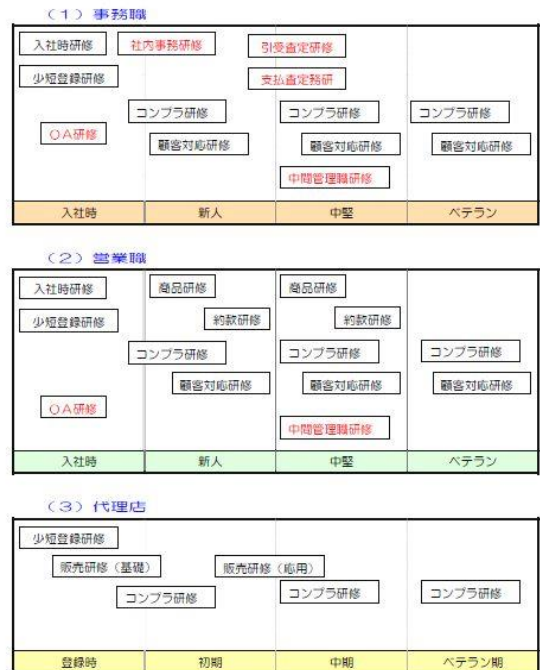 （１）事務職
入社時研修 社内事務研修 引受査定研修
少短登録研修 支払査定務研
コンプラ研修 コンプラ研修 コンプラ研修
ＯＡ研修 顧客対応研修 顧客対応研修 顧客対応研修
中間管理職研修
入社時 新人 中堅 ベテラン
（２）営業職
入社時研修 商品研修 商品研修
少短登録研修 約款研修 約款研修
コンプラ研修 コンプラ研修 コンプラ研修
顧客対応研修 顧客対応研修 顧客対応研修
ＯＡ研修 中間管理職研修
入社時 新人 中堅 ベテラン
（３）代理店
少短登録研修
販売研修（基礎） 販売研修（応用）
コンプラ研修 コンプラ研修 コンプラ研修
登録時 初期 中期 ベテラン期